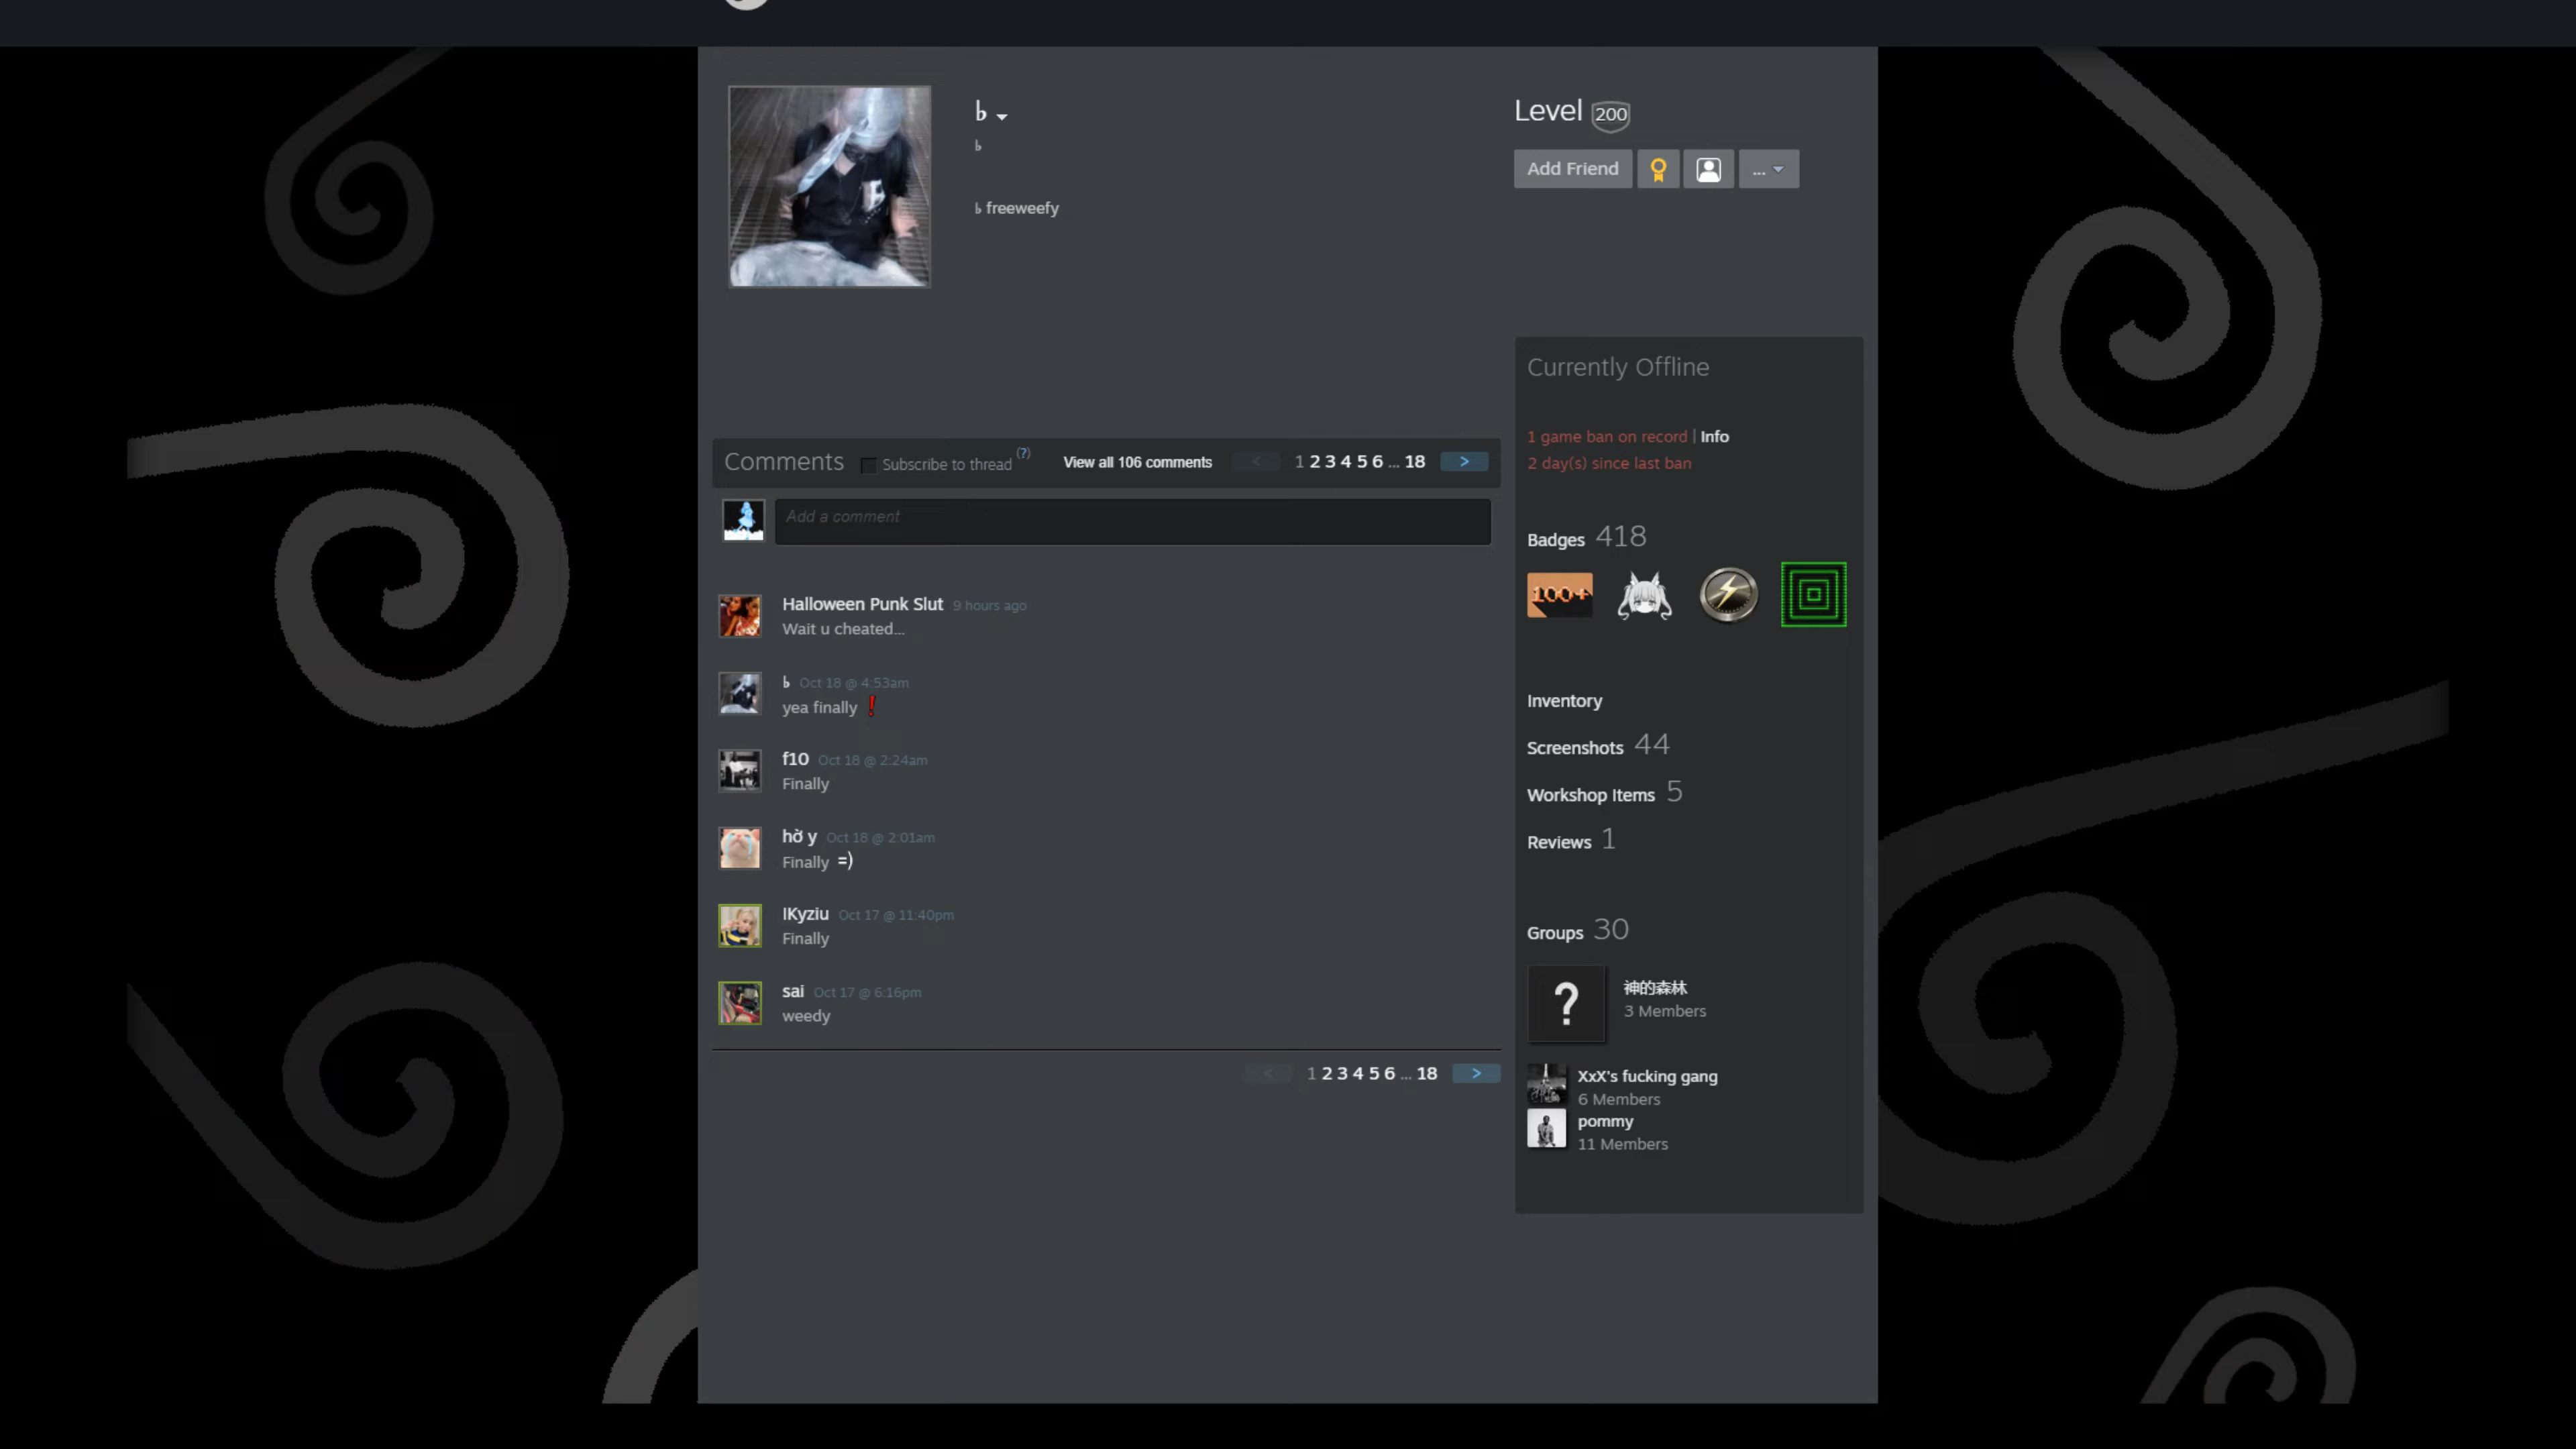 ♭
♭
♭ freeweefy
Level 200
Add Friend
...
Comments Subscribe to thread (?) View all 106 comments < 1 2 3 4 5 6 ... 18 >
Add a comment
Halloween Punk Slut 9 hours ago
Wait u cheated...
♭ Oct 18 @ 4:53am
yea finally ❗
f10 Oct 18 @ 2:24am
Finally
hờ y Oct 18 @ 2:01am
Finally =)
IKyziu Oct 17 @ 11:40pm
Finally
sai Oct 17 @ 6:16pm
weedy
< 1 2 3 4 5 6 ... 18 >
Currently Offline
1 game ban on record | Info
2 day(s) since last ban
Badges 418
100+
Inventory
Screenshots 44
Workshop Items 5
Reviews 1
Groups 30
?
神的森林
3 Members
XxX's fucking gang
6 Members
pommy
11 Members